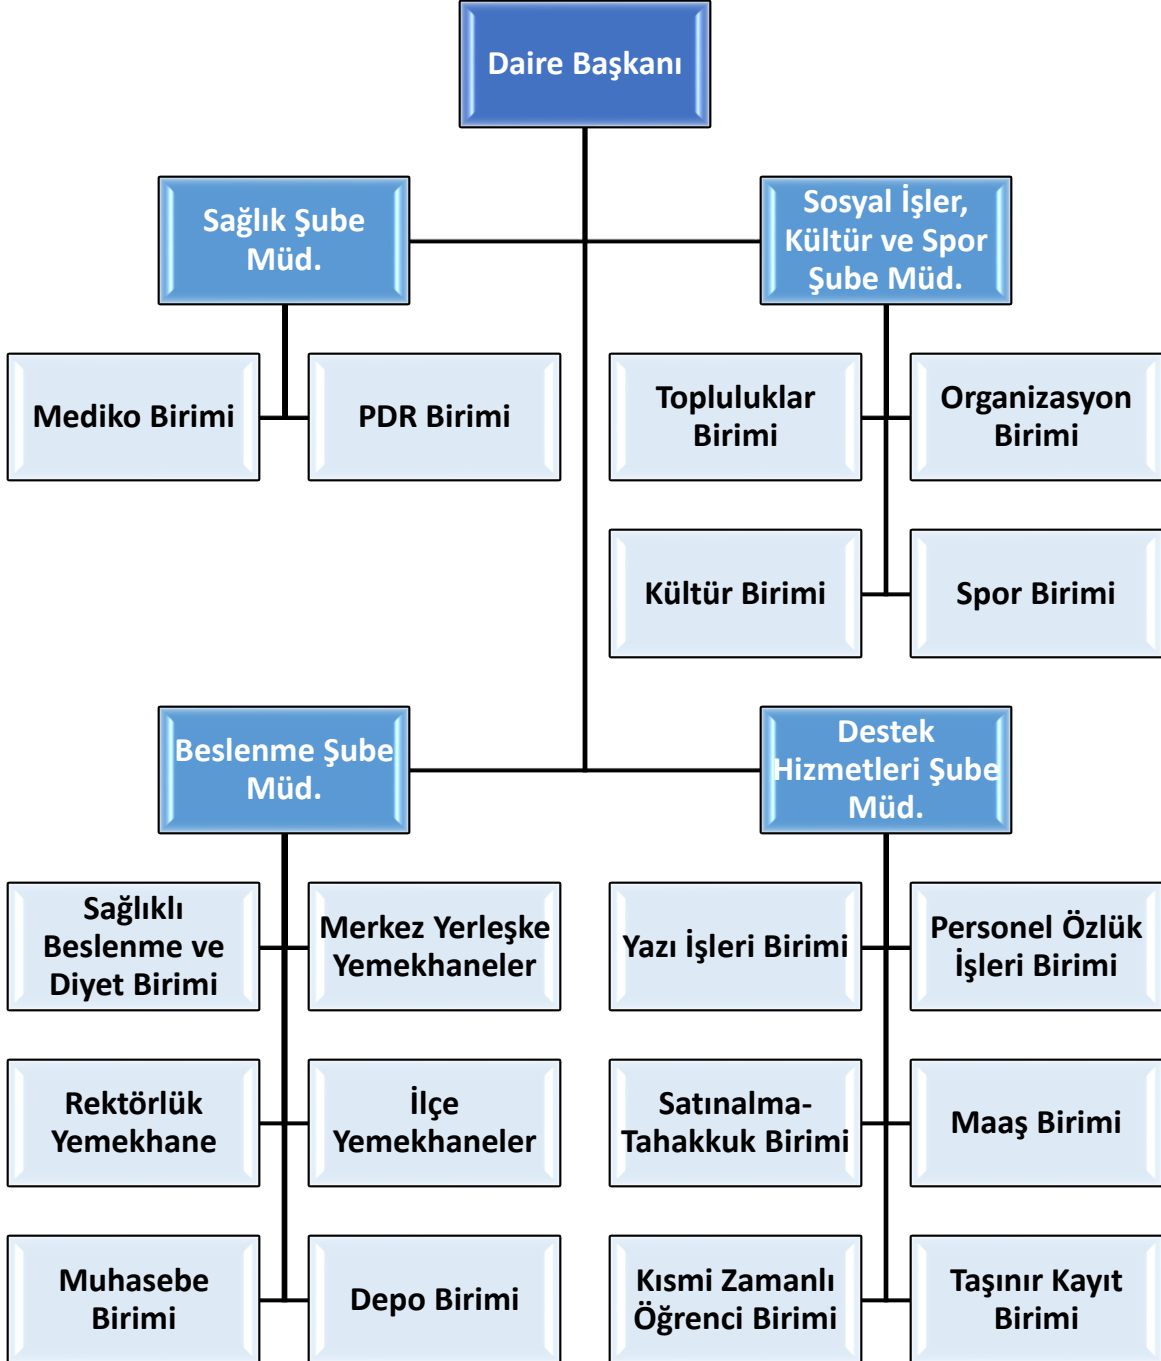 Daire Başkanı
Sağlık Şube
Müd.
Sosyal İşler,
Kültür ve Spor
Şube Müd.
Mediko Birimi
PDR Birimi
Topluluklar
Birimi
Organizasyon
Birimi
Kültür Birimi
Spor Birimi
Beslenme Şube
Müd.
Destek
Hizmetleri Şube
Müd.
Sağlıklı
Beslenme ve
Diyet Birimi
Merkez Yerleşke
Yemekhaneler
Yazı İşleri Birimi
Personel Özlük
İşleri Birimi
Rektörlük
Yemekhane
İlçe
Yemekhaneler
Satınalma-
Tahakkuk Birimi
Maaş Birimi
Muhasebe
Birimi
Depo Birimi
Kısmi Zamanlı
Öğrenci Birimi
Taşınır Kayıt
Birimi